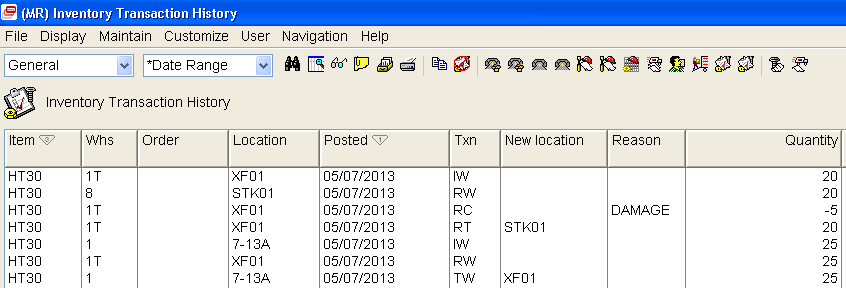 (MR) Inventory Transaction History
File Display Maintain Customize User Navigation Help
General *Date Range
Inventory Transaction History
Item Whs Order Location Posted Txn New location Reason Quantity
HT30 1T XF01 05/07/2013 IW 20
HT30 8 STK01 05/07/2013 RW 20
HT30 1T XF01 05/07/2013 RC DAMAGE -5
HT30 1T XF01 05/07/2013 RT STK01 20
HT30 1 7-13A 05/07/2013 IW 25
HT30 1T XF01 05/07/2013 RW 25
HT30 1 7-13A 05/07/2013 TW XF01 25